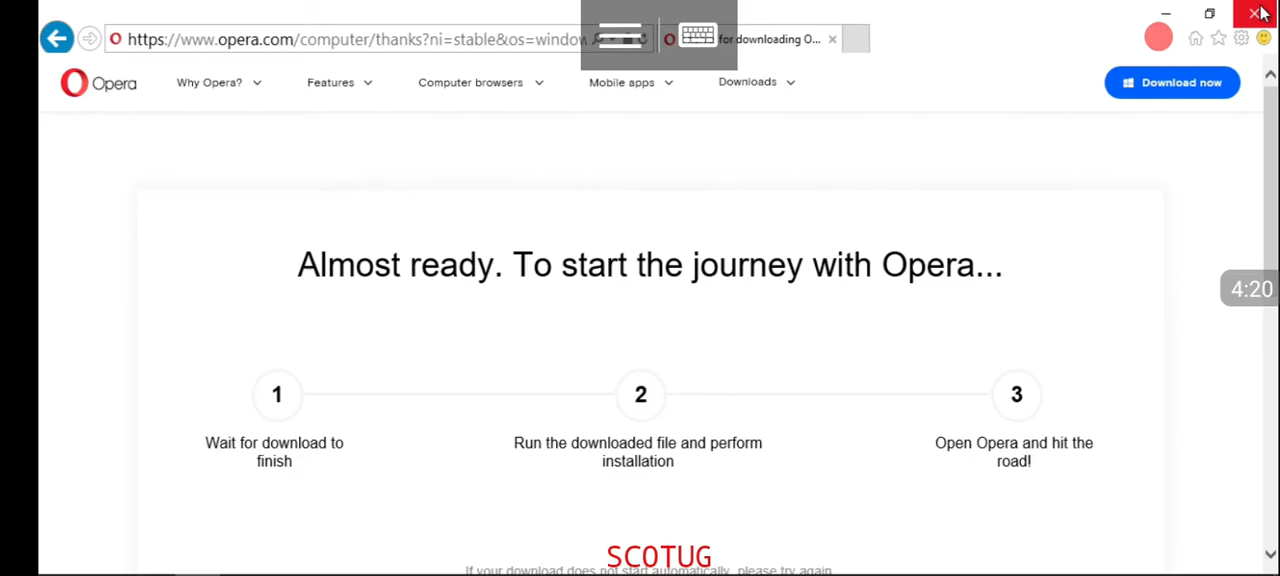 https://www.opera.com/computer/thanks?ni=stable&os=window
for downloading O...
Opera
Why Opera?
Features
Computer browsers
Mobile apps
Downloads
Download now
Almost ready. To start the journey with Opera...
4:20
1
2
3
Wait for download to
finish
Run the downloaded file and perform
installation
Open Opera and hit the
road!
SCOTUG
If your download does not start automatically, please try again